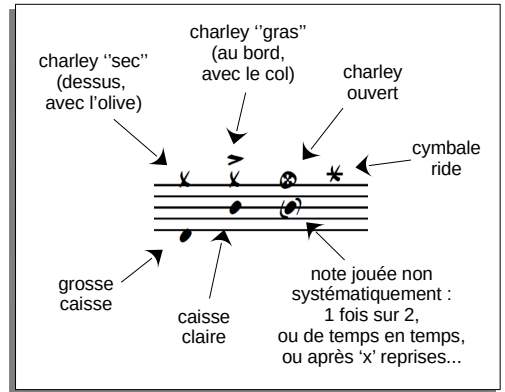 charley ‘’gras’’
(au bord,
avec le col)
charley ‘’sec’’
(dessus,
avec l’olive)
charley
ouvert
cymbale
ride
grosse
caisse
caisse
claire
note jouée non
systématiquement :
1 fois sur 2,
ou de temps en temps,
ou après ‘x’ reprises...